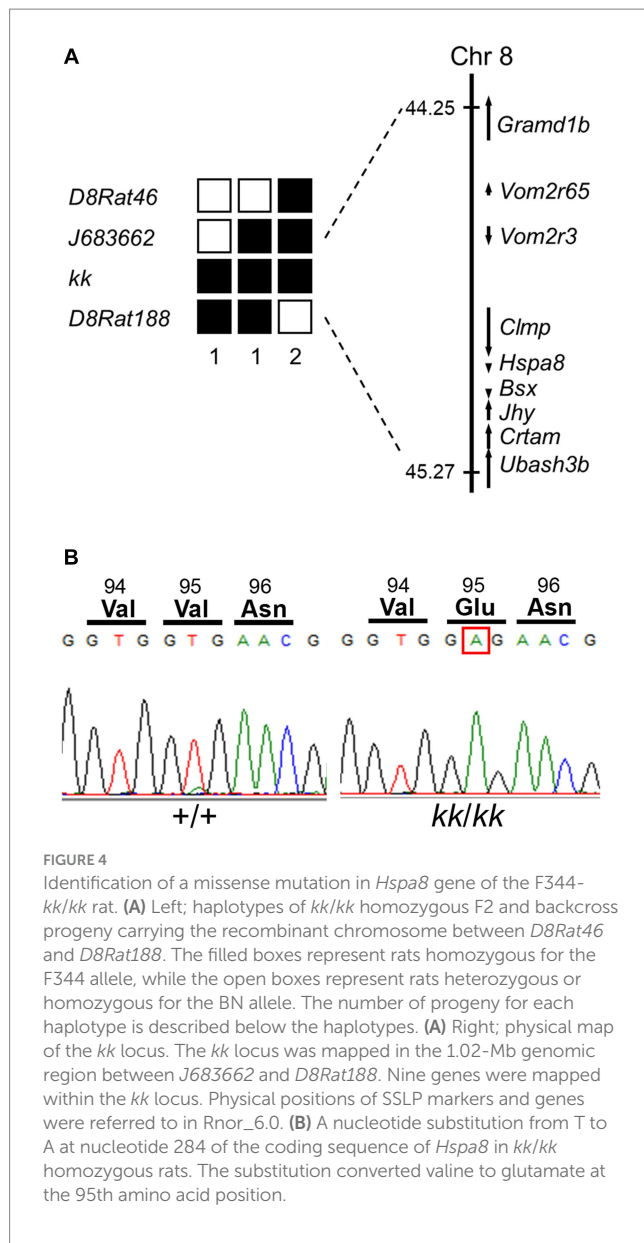 A
Chr 8
44.25
Gramd1b
D8Rat46
Vom2r65
J683662
Vom2r3
kk
D8Rat188
Clmp
1 1 2
Hspa8
Bsx
Jhy
Crtam
45.27
Ubash3b
B
94 95 96 94 95 96
Val Val Asn Val Glu Asn
G G T G G T G A A C G G G T G G A G A A C G
+/+ kk/kk
FIGURE 4
Identification of a missense mutation in Hspa8 gene of the F344-
kk/kk rat. (A) Left; haplotypes of kk/kk homozygous F2 and backcross
progeny carrying the recombinant chromosome between D8Rat46
and D8Rat188. The filled boxes represent rats homozygous for the
F344 allele, while the open boxes represent rats heterozygous or
homozygous for the BN allele. The number of progeny for each
haplotype is described below the haplotypes. (A) Right; physical map
of the kk locus. The kk locus was mapped in the 1.02-Mb genomic
region between J683662 and D8Rat188. Nine genes were mapped
within the kk locus. Physical positions of SSLP markers and genes
were referred to in Rnor_6.0. (B) A nucleotide substitution from T to
A at nucleotide 284 of the coding sequence of Hspa8 in kk/kk
homozygous rats. The substitution converted valine to glutamate at
the 95th amino acid position.